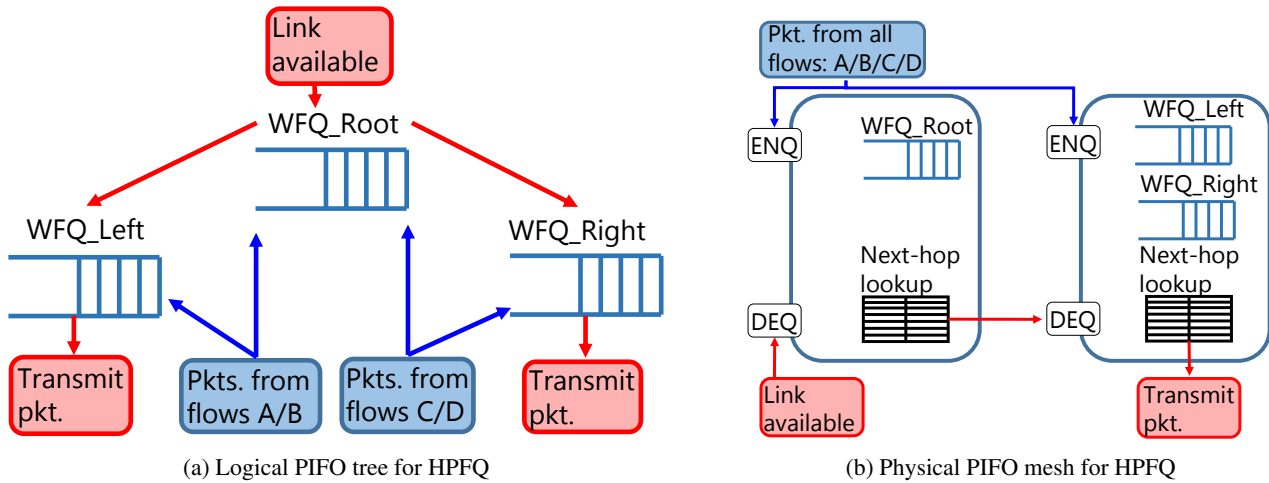 Link
available
WFQ_Root
WFQ_Left
WFQ_Right
Transmit
pkt.
Pkts. from
flows A/B
Pkts. from
flows C/D
Transmit
pkt.
(a) Logical PIFO tree for HPFQ
Pkt. from all
flows: A/B/C/D
ENQ
WFQ_Root
ENQ
WFQ_Left
WFQ_Right
Next-hop
lookup
Next-hop
lookup
DEQ
DEQ
Link
available
Transmit
pkt.
(b) Physical PIFO mesh for HPFQ